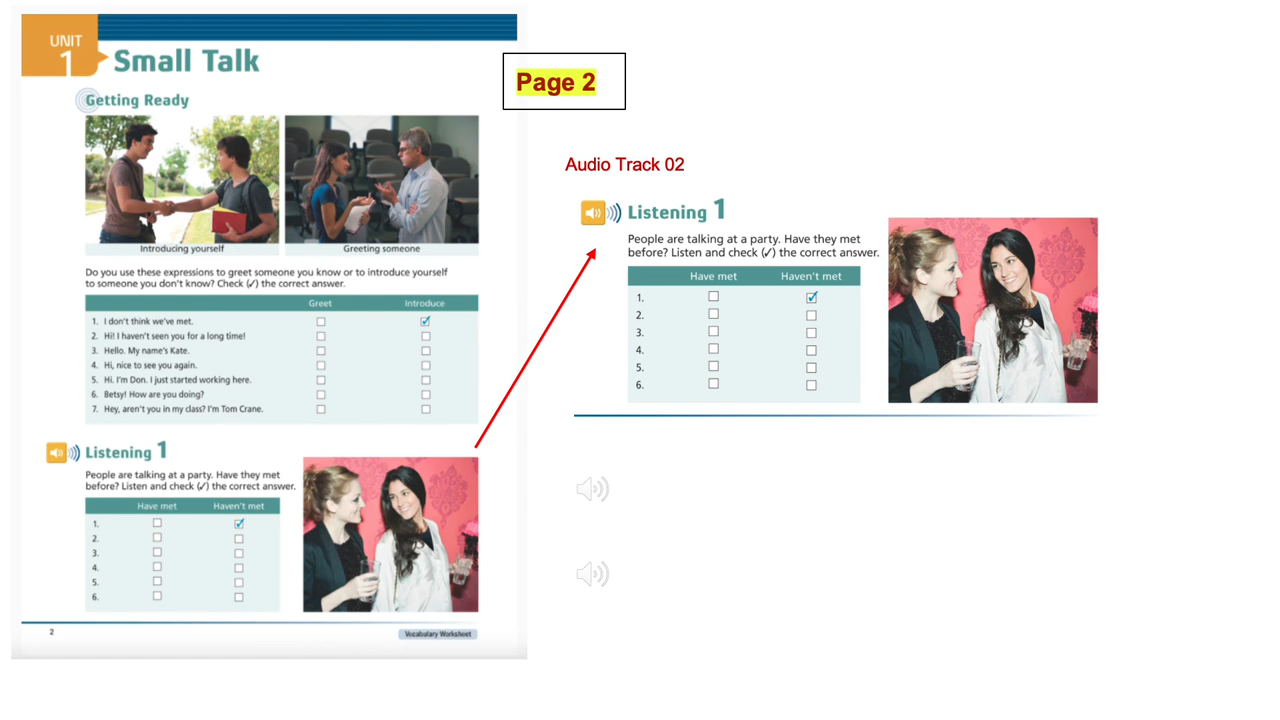 UNIT
1
Small Talk
Getting Ready
Introducing yourself
Greeting someone
Do you use these expressions to greet someone you know or to introduce yourself
to someone you don't know? Check (✓) the correct answer.
Greet Introduce
1. I don't think we've met.
2. Hi! I haven't seen you for a long time!
3. Hello. My name's Kate.
4. Hi, nice to see you again.
5. Hi. I'm Don. I just started working here.
6. Betsy! How are you doing?
7. Hey, aren't you in my class? I'm Tom Crane.
Listening 1
People are talking at a party. Have they met
before? Listen and check (✓) the correct answer.
Have met Haven't met
1.
2.
3.
4.
5.
6.
2
Vocabulary Worksheet
Page 2
Audio Track 02
Listening 1
People are talking at a party. Have they met
before? Listen and check (✓) the correct answer.
Have met Haven't met
1.
2.
3.
4.
5.
6.